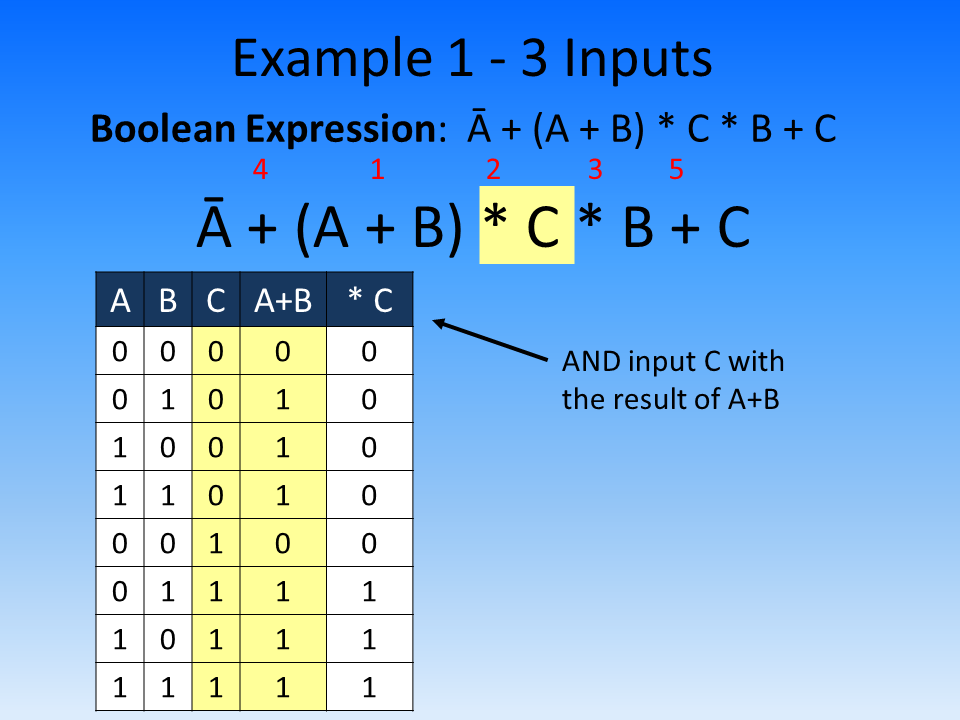 Example 1 - 3 Inputs
Boolean Expression: Ā + (A + B) * C * B + C
4 1 2 3 5
Ā + (A + B) * C * B + C
A B C A+B * C
0 0 0 0 0
0 1 0 1 0
1 0 0 1 0
1 1 0 1 0
0 0 1 0 0
0 1 1 1 1
1 0 1 1 1
1 1 1 1 1
AND input C with
the result of A+B